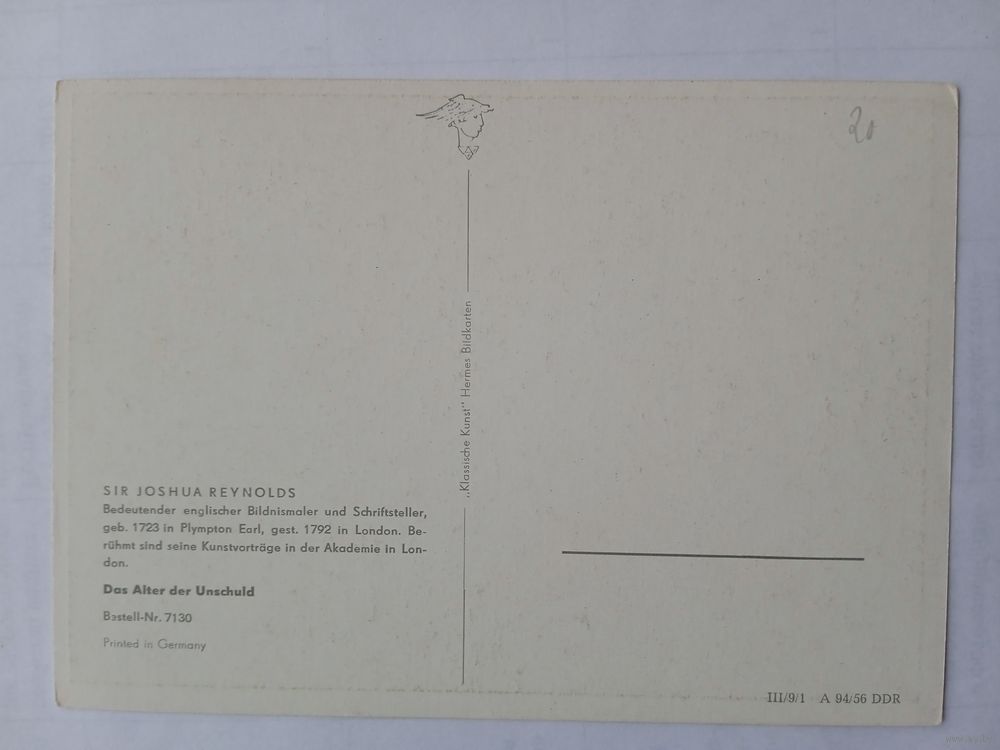 20
„Klassische Kunst" Hermes Bildkarten
SIR JOSHUA REYNOLDS
Bedeutender englischer Bildnismaler und Schriftsteller,
geb. 1723 in Plympton Earl, gest. 1792 in London. Be-
rühmt sind seine Kunstvorträge in der Akademie in Lon-
don.
Das Alter der Unschuld
Bestell-Nr. 7130
Printed in Germany
III/9/1 A 94/56 DDR